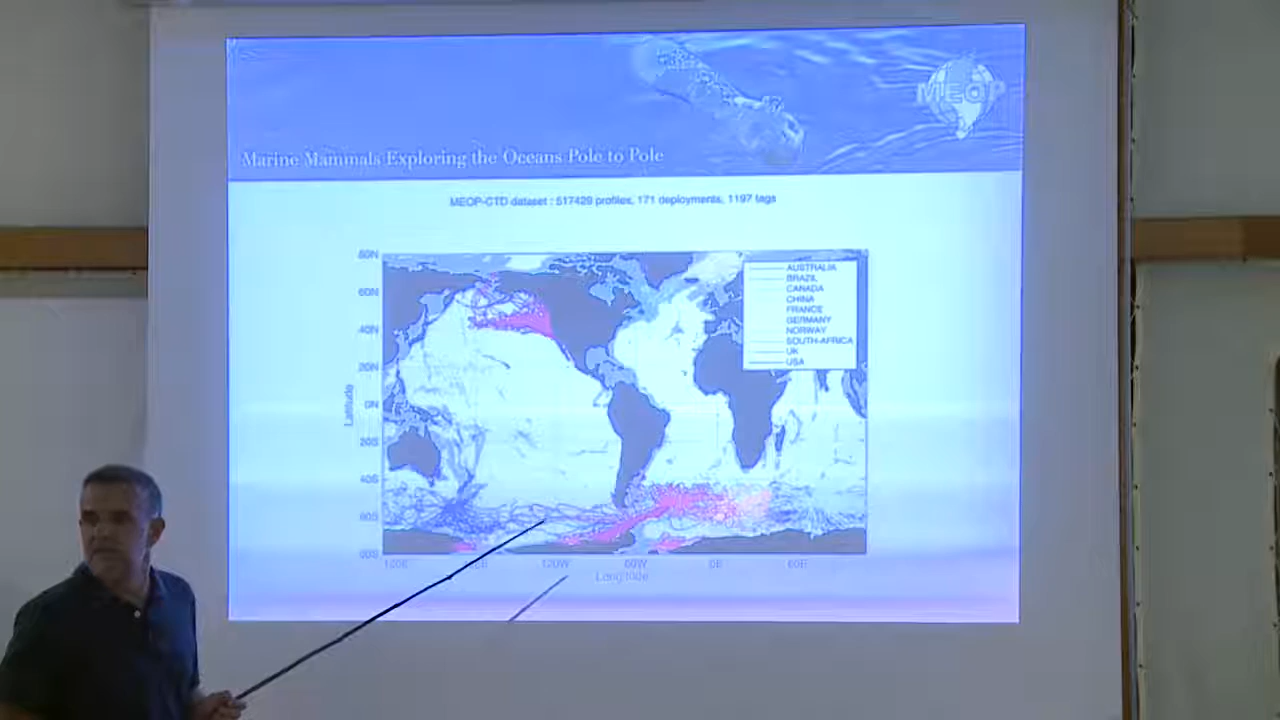 MEOP
Marine Mammals Exploring the Oceans Pole to Pole
MEOP-CTD dataset : 517429 profiles, 171 deployments, 1197 tags
80N
60N
40N
20N
0N
20S
40S
60S
80S
Latitude
AUSTRALIA
BRAZIL
CANADA
CHINA
FRANCE
GERMANY
NORWAY
SOUTH-AFRICA
UK
USA
120W
60W
0E
60E
Longitude